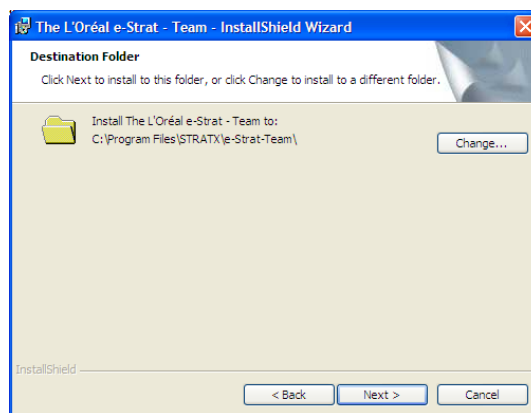 The L'Oréal e-Strat - Team - InstallShield Wizard
Destination Folder
Click Next to install to this folder, or click Change to install to a different folder.
Install The L'Oréal e-Strat - Team to:
C:\Program Files\STRATX\e-Strat-Team\
Change...
InstallShield
< Back
Next >
Cancel